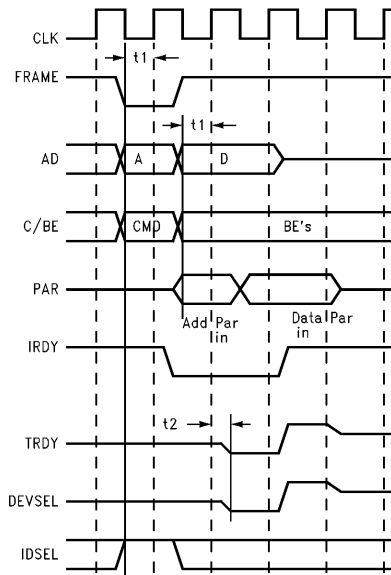 CLK
t1
FRAME
t1
AD A D
C/BE CMD BE's
PAR
Add Par in
Data Par in
IRDY
t2
TRDY
DEVSEL
IDSEL